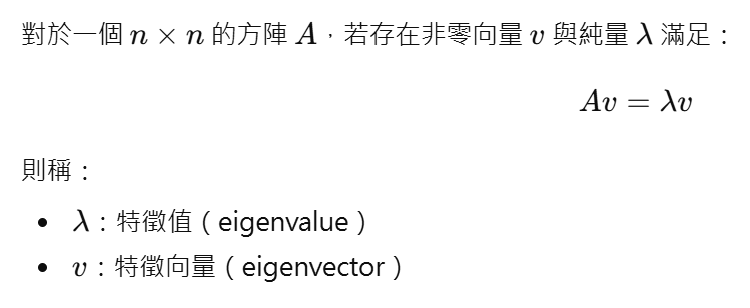 對於一個 n × n 的方陣 A，若存在非零向量 v 與純量 λ 滿足：
Av = λv
則稱：
• λ：特徵值（eigenvalue）
• v：特徵向量（eigenvector）